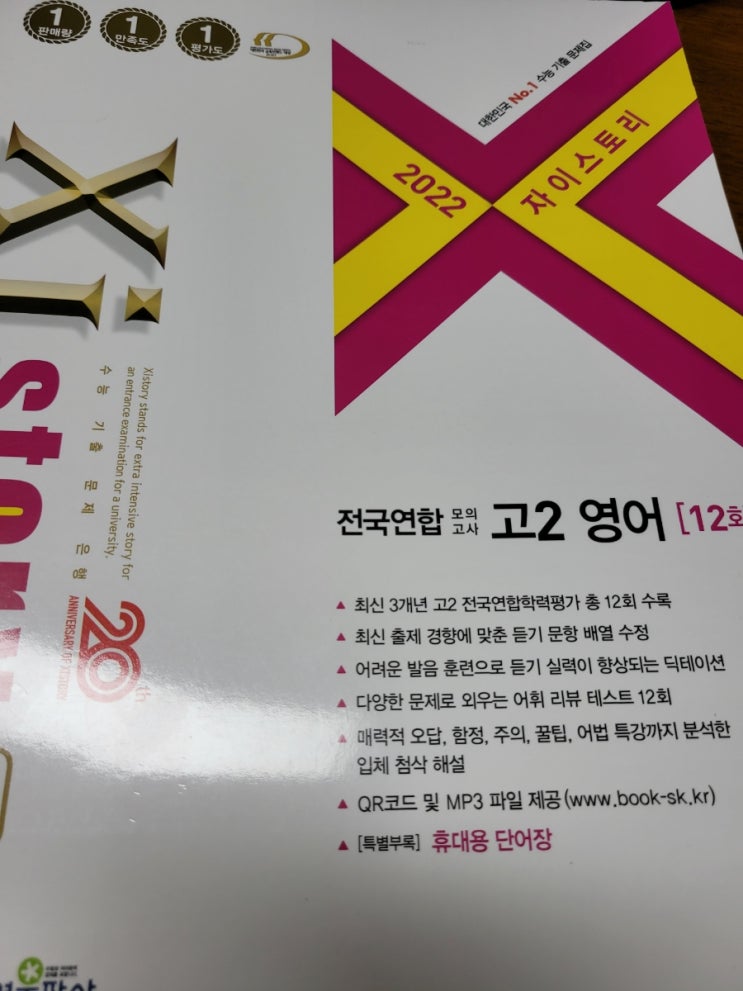 1
판매량
1
만족도
1
평가도
대한민국 No.1 수능 기출 문제집
2022
자이스토리
Xi
story
Xistory stands for extra intensive story for
an entrance examination for a university.
수능 기출 문제 은행
20th
ANNIVERSARY OF XISTORY
전국연합 모의고사 고2 영어 [12회
▲ 최신 3개년 고2 전국연합학력평가 총 12회 수록
▲ 최신 출제 경향에 맞춘 듣기 문항 배열 수정
▲ 어려운 발음 훈련으로 듣기 실력이 향상되는 딕테이션
▲ 다양한 문제로 외우는 어휘 리뷰 테스트 12회
▲ 매력적 오답, 함정, 주의, 꿀팁, 어법 특강까지 분석한
입체 첨삭 해설
▲ QR코드 및 MP3 파일 제공(www.book-sk.kr)
▲ [특별부록] 휴대용 단어장